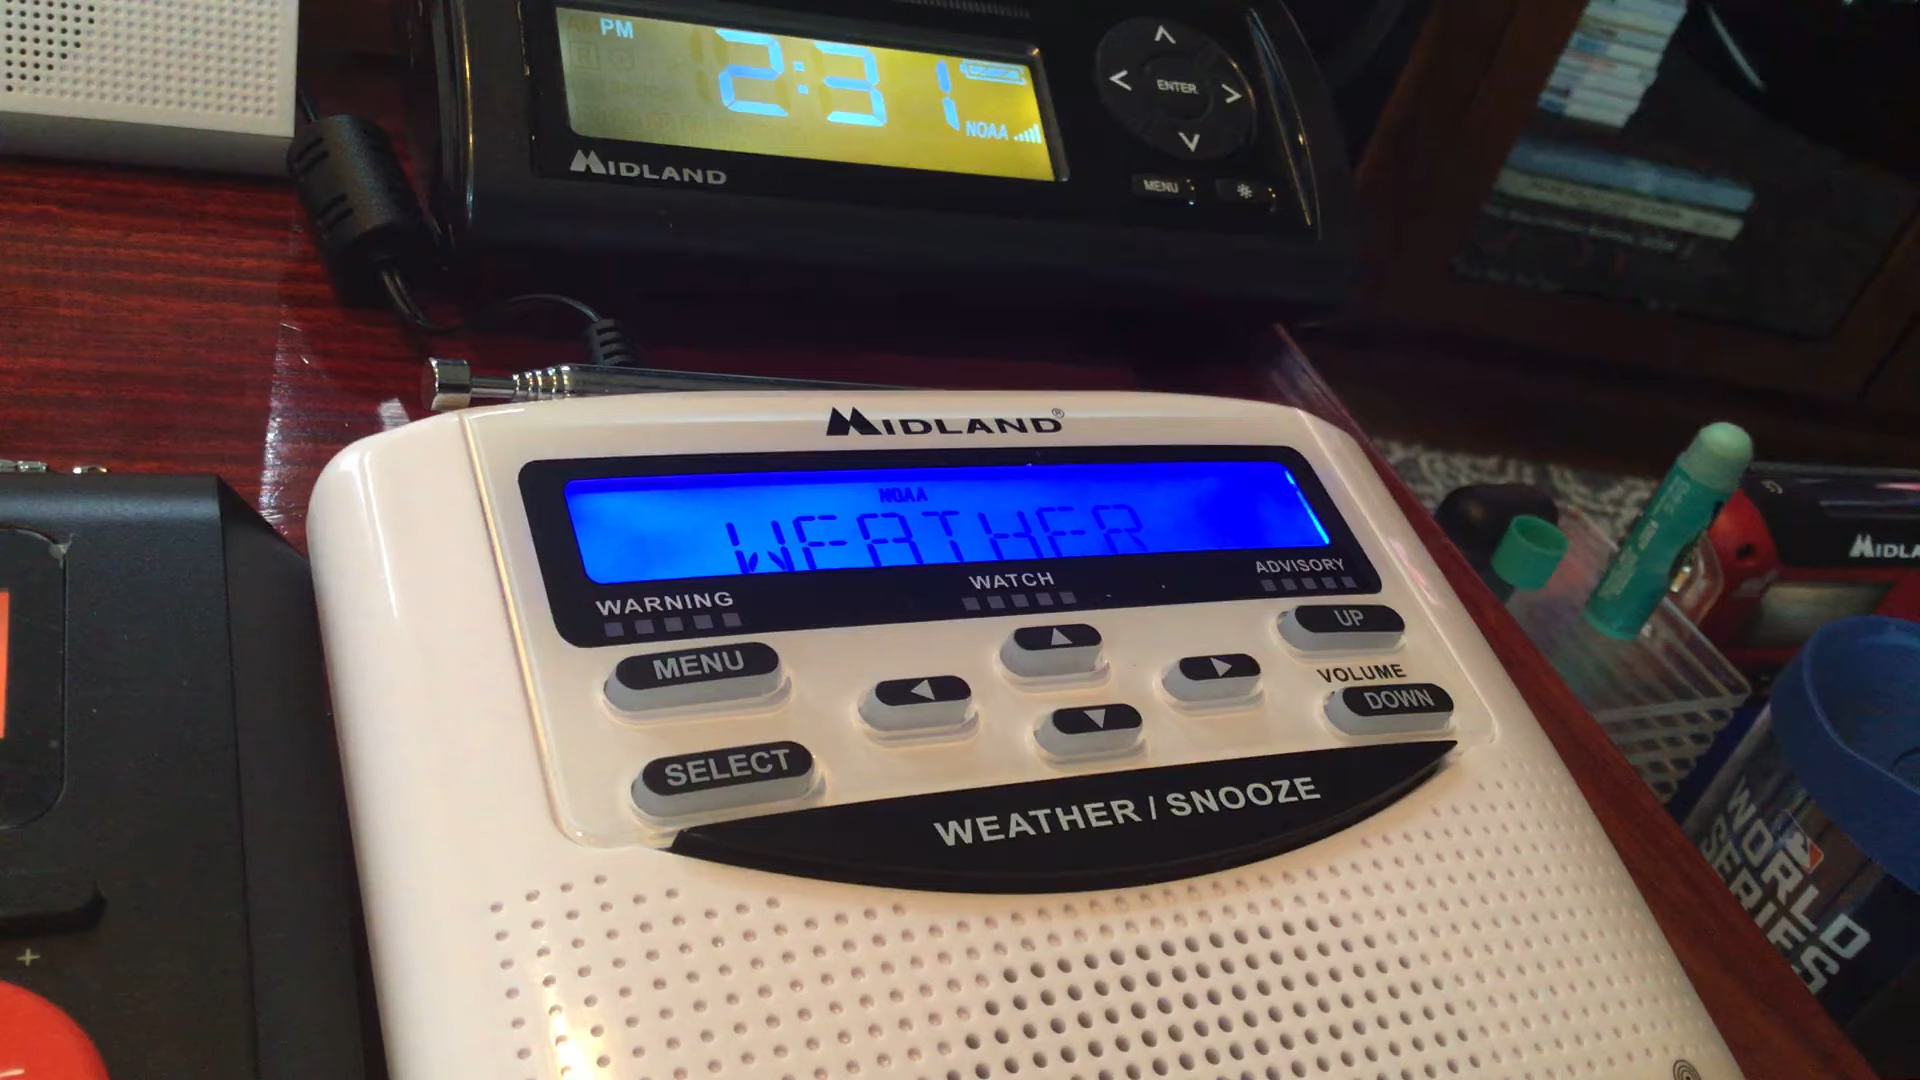 PM
2:31
NOAA
MIDLAND
ENTER
MENU
MIDLAND®
NOAA
WEATHER
WARNING
WATCH
ADVISORY
MENU
UP
VOLUME
DOWN
SELECT
WEATHER / SNOOZE
MIDLA
WORLD
SERIES
+